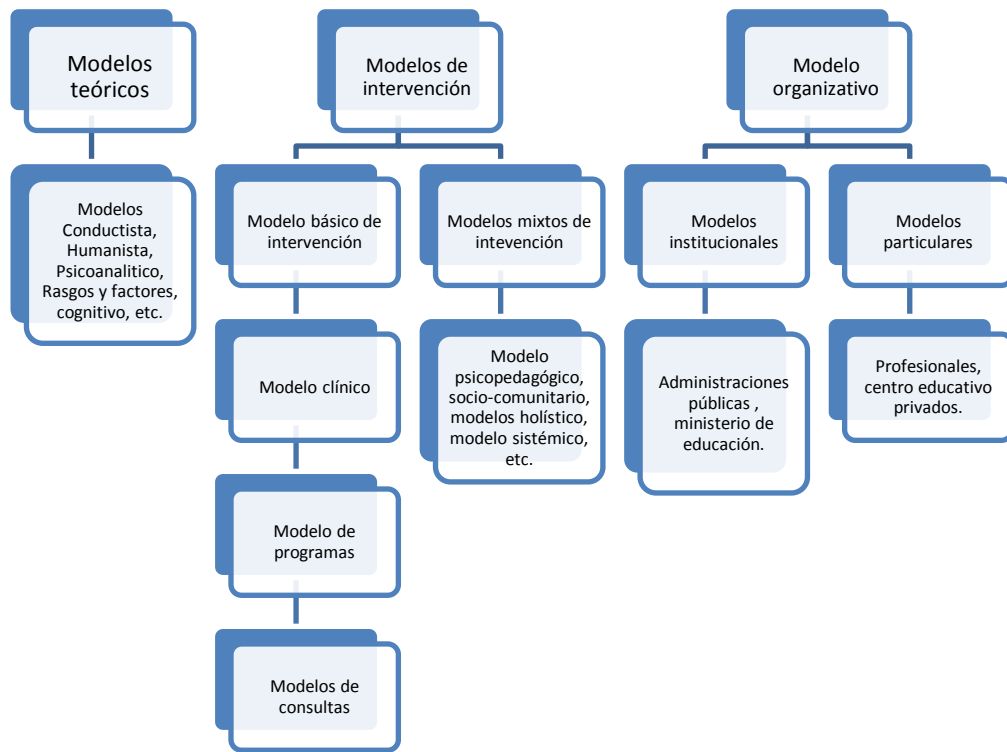 Modelos
teóricos
Modelos
Conductista,
Humanista,
Psicoanalitico,
Rasgos y factores,
cognitivo, etc.
Modelos de
intervención
Modelo básico de
intervención
Modelo clínico
Modelo de
programas
Modelos de
consultas
Modelos mixtos de
intevención
Modelo
psicopedagógico,
socio-comunitario,
modelos holístico,
modelo sistémico,
etc.
Modelo
organizativo
Modelos
institucionales
Administraciones
públicas ,
ministerio de
educación.
Modelos
particulares
Profesionales,
centro educativo
privados.